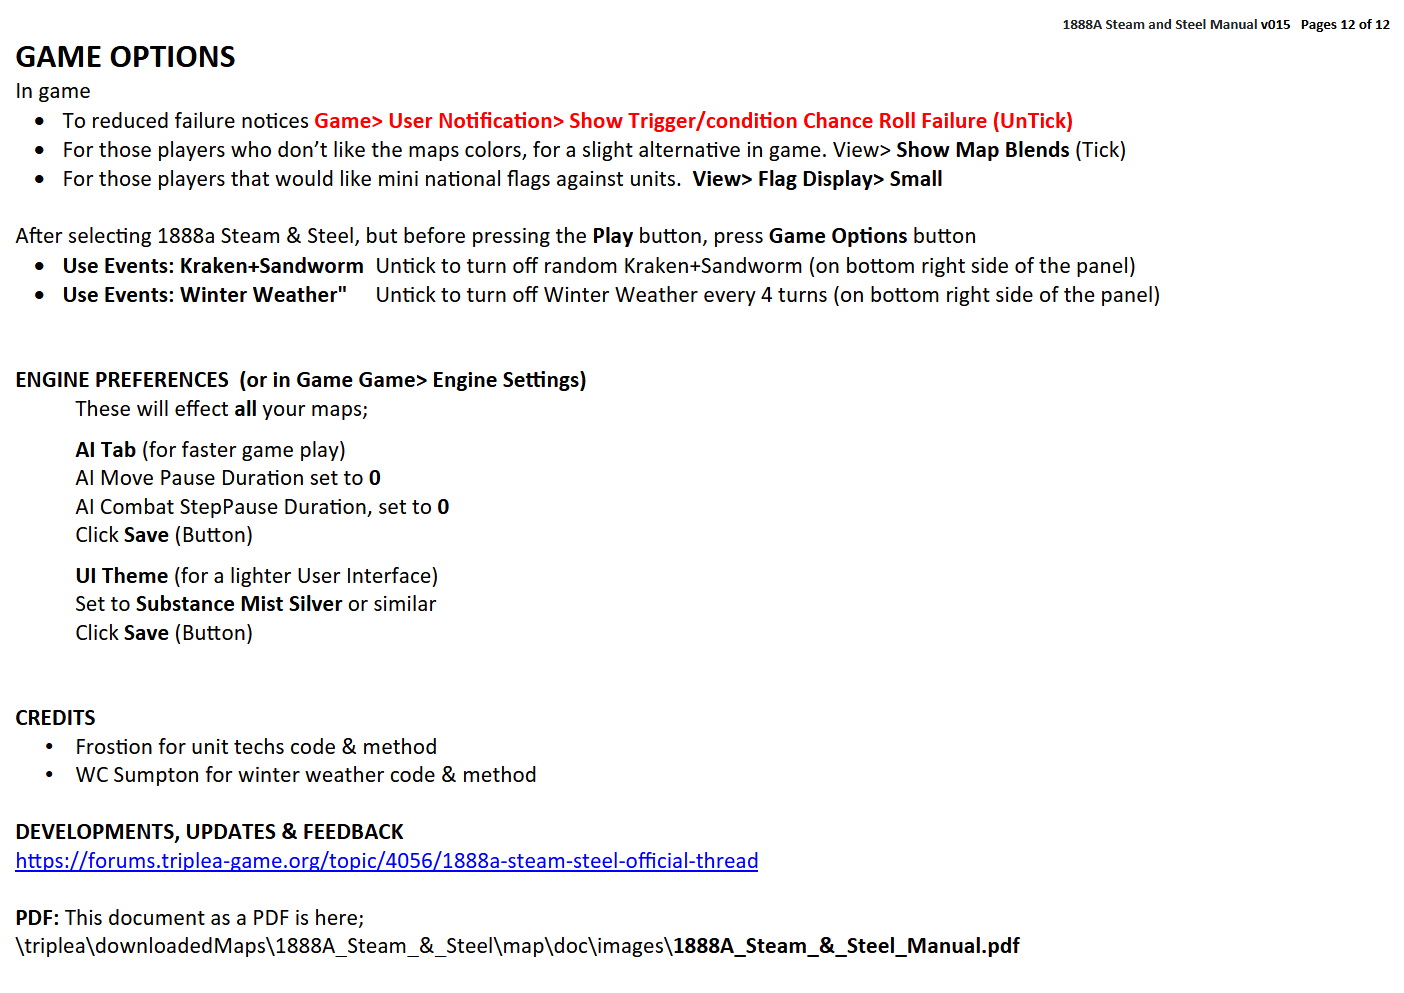 1888A Steam and Steel Manual v015   Pages 12 of 12
GAME OPTIONS
In game
• To reduced failure notices Game> User Notification> Show Trigger/condition Chance Roll Failure (UnTick)
• For those players who don’t like the maps colors, for a slight alternative in game. View> Show Map Blends (Tick)
• For those players that would like mini national flags against units.  View> Flag Display> Small
After selecting 1888a Steam & Steel, but before pressing the Play button, press Game Options button
• Use Events: Kraken+Sandworm  Untick to turn off random Kraken+Sandworm (on bottom right side of the panel)
• Use Events: Winter Weather"    Untick to turn off Winter Weather every 4 turns (on bottom right side of the panel)
ENGINE PREFERENCES  (or in Game Game> Engine Settings)
These will effect all your maps;
AI Tab (for faster game play)
AI Move Pause Duration set to 0
AI Combat StepPause Duration, set to 0
Click Save (Button)
UI Theme (for a lighter User Interface)
Set to Substance Mist Silver or similar
Click Save (Button)
CREDITS
• Frostion for unit techs code & method
• WC Sumpton for winter weather code & method
DEVELOPMENTS, UPDATES & FEEDBACK
https://forums.triplea-game.org/topic/4056/1888a-steam-steel-official-thread
PDF: This document as a PDF is here;
\triplea\downloadedMaps\1888A_Steam_&_Steel\map\doc\images\1888A_Steam_&_Steel_Manual.pdf